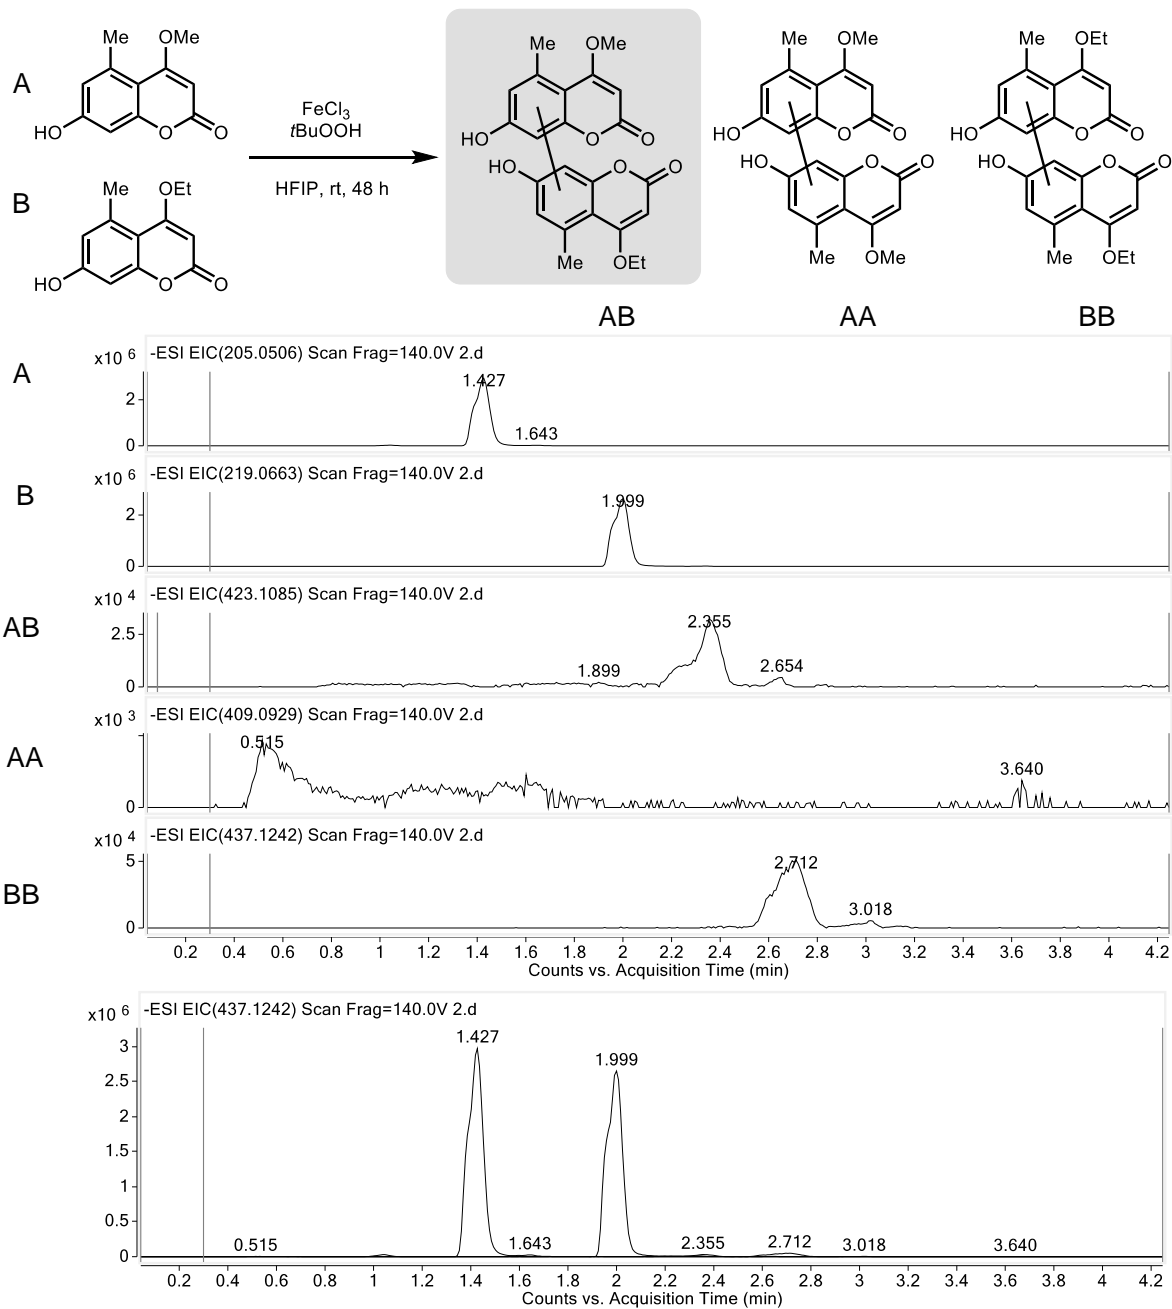 Me OMe
A
HO O O
FeCl3
tBuOOH
HFIP, rt, 48 h
B
Me OEt
HO O O
Me OMe
HO O O
HO O O
Me OEt
AB
Me OMe
HO O O
HO O O
Me OMe
AA
Me OEt
HO O O
HO O O
Me OEt
BB
A
x10 6
-ESI EIC(205.0506) Scan Frag=140.0V 2.d
1.427
2
1.643
0
B
x10 6
-ESI EIC(219.0663) Scan Frag=140.0V 2.d
1.999
2
0
AB
x10 4
-ESI EIC(423.1085) Scan Frag=140.0V 2.d
2.355
2.5
1.899
2.654
0
AA
x10 3
-ESI EIC(409.0929) Scan Frag=140.0V 2.d
0.515
3.640
0
BB
x10 4
-ESI EIC(437.1242) Scan Frag=140.0V 2.d
5
2.712
3.018
0
0.2 0.4 0.6 0.8 1 1.2 1.4 1.6 1.8 2 2.2 2.4 2.6 2.8 3 3.2 3.4 3.6 3.8 4 4.2
Counts vs. Acquisition Time (min)
x10 6
-ESI EIC(437.1242) Scan Frag=140.0V 2.d
1.427
1.999
3
2.5
2
1.5
1
0.5
0
0.515 1.643 2.355 2.712 3.018 3.640
0.2 0.4 0.6 0.8 1 1.2 1.4 1.6 1.8 2 2.2 2.4 2.6 2.8 3 3.2 3.4 3.6 3.8 4 4.2
Counts vs. Acquisition Time (min)